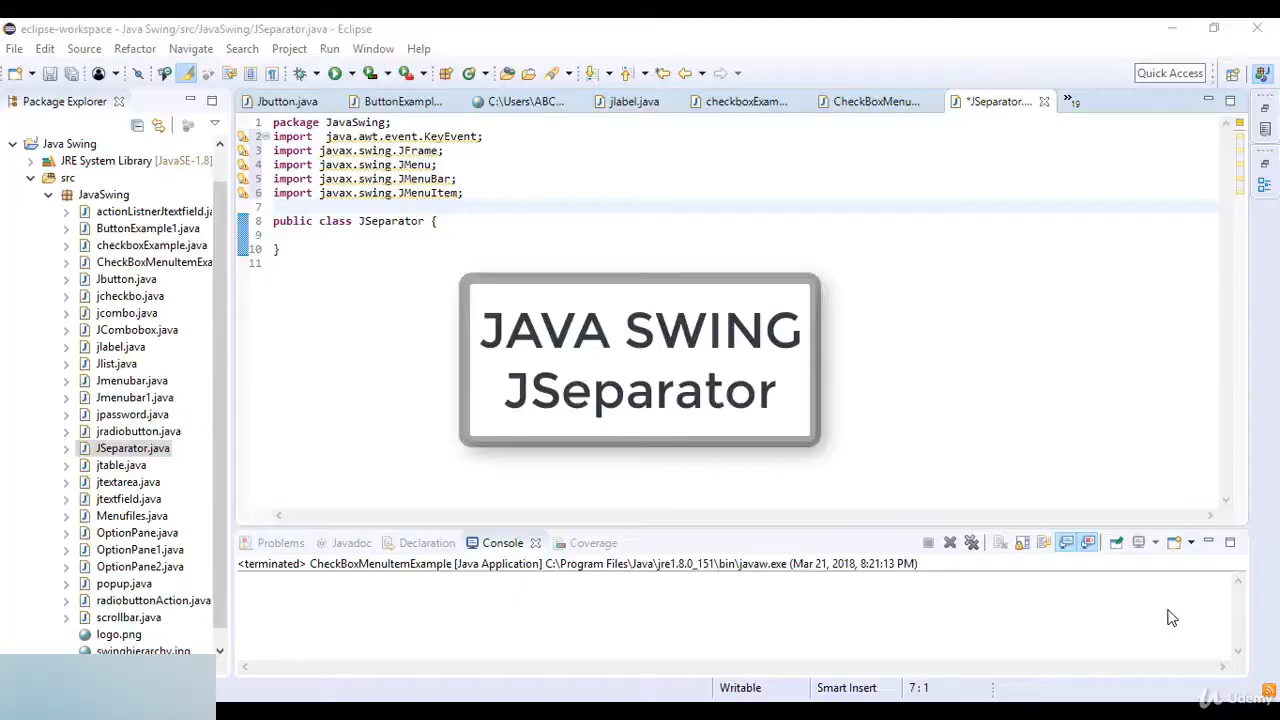 eclipse-workspace - Java Swing/src/JavaSwing/JSeparator.java - Eclipse
File Edit Source Refactor Navigate Search Project Run Window Help
Quick Access
Package Explorer
Jbutton.java ButtonExampl... C:\Users\ABC... jlabel.java checkboxExam... CheckBoxMenu... *JSeparator.... »19
Java Swing
JRE System Library [JavaSE-1.8]
src
JavaSwing
actionListnerJtextfield.ja
ButtonExample1.java
checkboxExample.java
CheckBoxMenuItemExa
Jbutton.java
jcheckbo.java
jcombo.java
JCombobox.java
jlabel.java
Jlist.java
Jmenubar.java
Jmenubar1.java
jpassword.java
jradiobutton.java
JSeparator.java
jtable.java
jtextarea.java
jtextfield.java
Menufiles.java
OptionPane.java
OptionPane1.java
OptionPane2.java
popup.java
radiobuttonAction.java
scrollbar.java
logo.png
swinghierarchy.jpg
1 package JavaSwing;
2 import  java.awt.event.KeyEvent;
3 import javax.swing.JFrame;
4 import javax.swing.JMenu;
5 import javax.swing.JMenuBar;
6 import javax.swing.JMenuItem;
7
8 public class JSeparator {
9
10 }
11
JAVA SWING
JSeparator
Problems Javadoc Declaration Console Coverage
<terminated> CheckBoxMenuItemExample [Java Application] C:\Program Files\Java\jre1.8.0_151\bin\javaw.exe (Mar 21, 2018, 8:21:13 PM)
Writable Smart Insert 7 : 1
Udemy